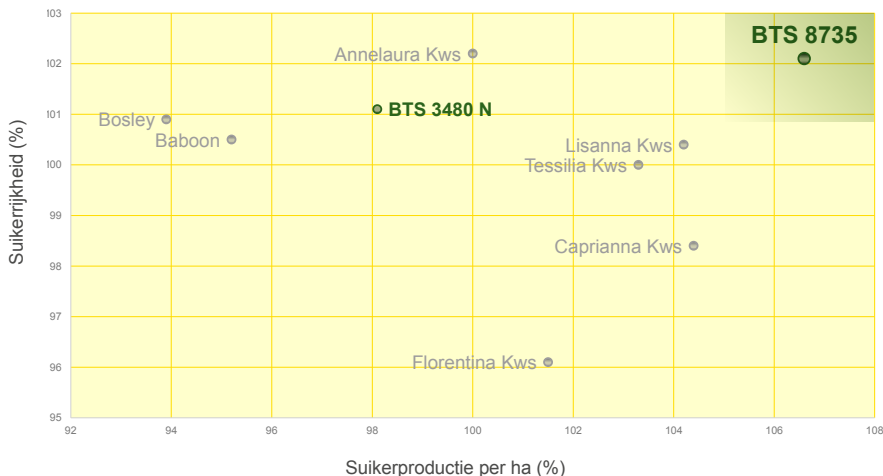 103
102
101
100
99
98
97
96
95
Suikerrijkheid (%)
Annelaura Kws
BTS 8735
BTS 3480 N
Bosley
Baboon
Lisanna Kws
Tessilia Kws
Caprianna Kws
Florentina Kws
92 94 96 98 100 102 104 106 108
Suikerproductie per ha (%)